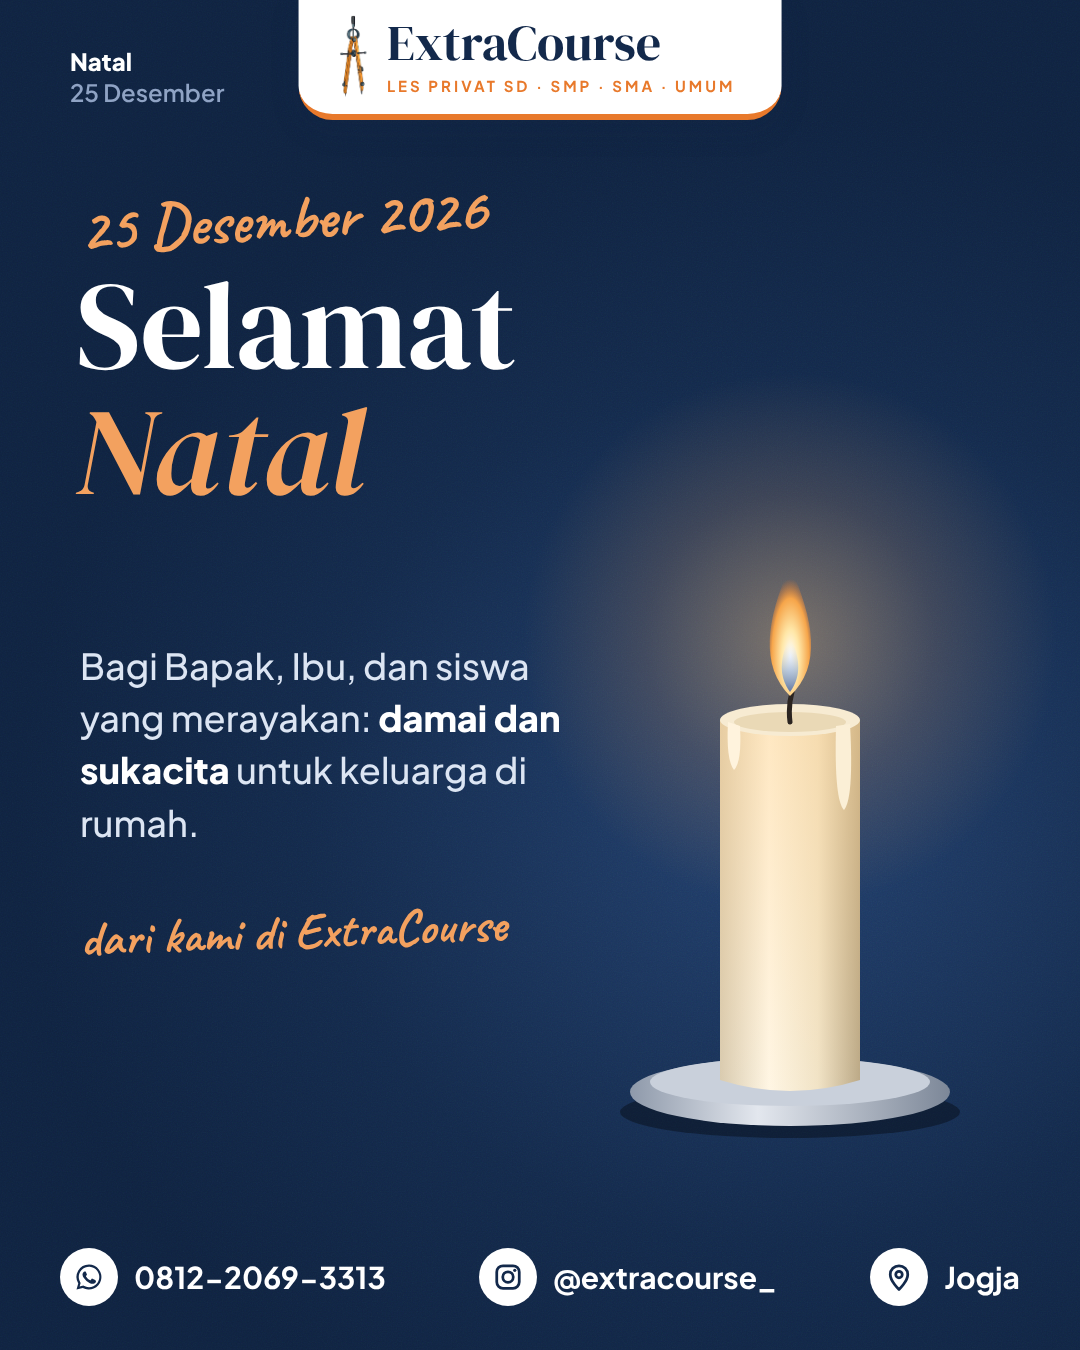 Natal
25 Desember
ExtraCourse
LES PRIVAT SD · SMP · SMA · UMUM
25 Desember 2026
Selamat
Natal
Bagi Bapak, Ibu, dan siswa
yang merayakan: damai dan
sukacita untuk keluarga di
rumah.
dari kami di ExtraCourse
0812-2069-3313
@extracourse_
Jogja